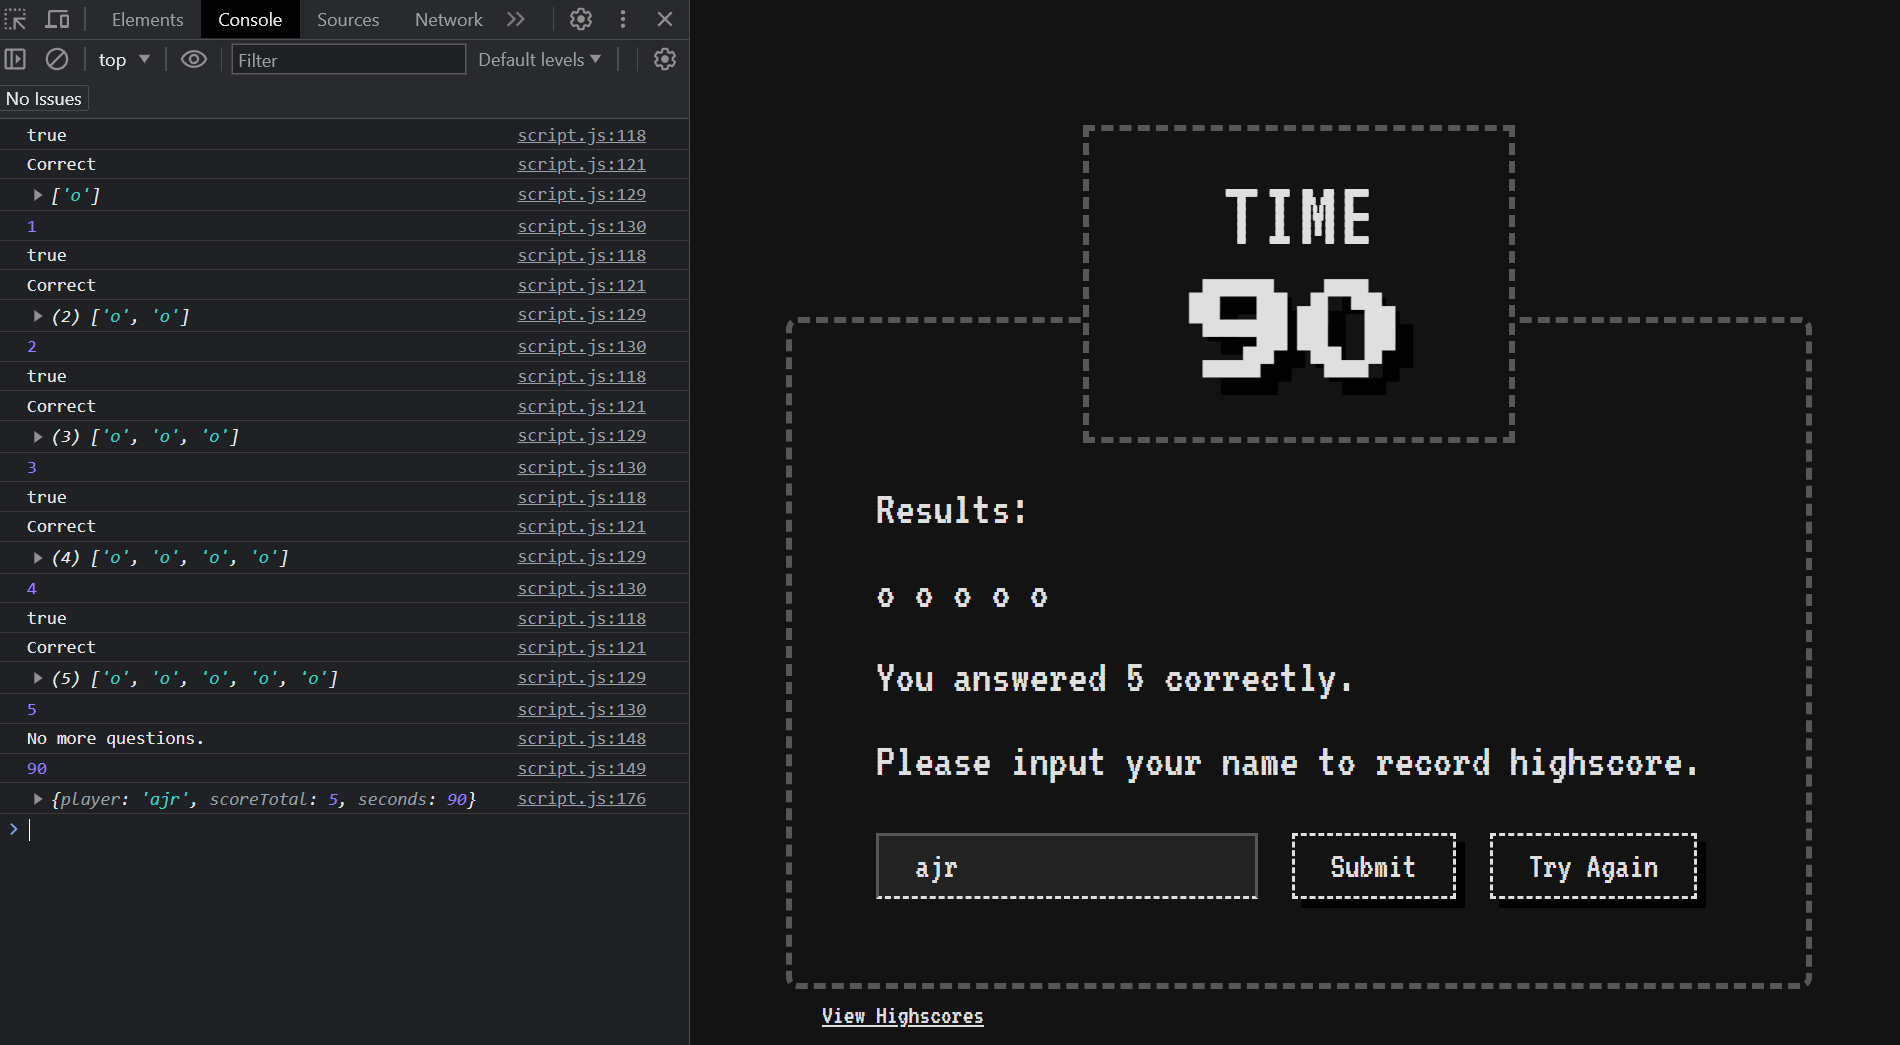 Elements Console Sources Network
top Filter Default levels
No Issues
true script.js:118
Correct script.js:121
['o'] script.js:129
1 script.js:130
true script.js:118
Correct script.js:121
(2) ['o', 'o'] script.js:129
2 script.js:130
true script.js:118
Correct script.js:121
(3) ['o', 'o', 'o'] script.js:129
3 script.js:130
true script.js:118
Correct script.js:121
(4) ['o', 'o', 'o', 'o'] script.js:129
4 script.js:130
true script.js:118
Correct script.js:121
(5) ['o', 'o', 'o', 'o', 'o'] script.js:129
5 script.js:130
No more questions. script.js:148
90 script.js:149
{player: 'ajr', scoreTotal: 5, seconds: 90} script.js:176
TIME
90
Results:
o o o o o
You answered 5 correctly.
Please input your name to record highscore.
ajr Submit Try Again
View Highscores